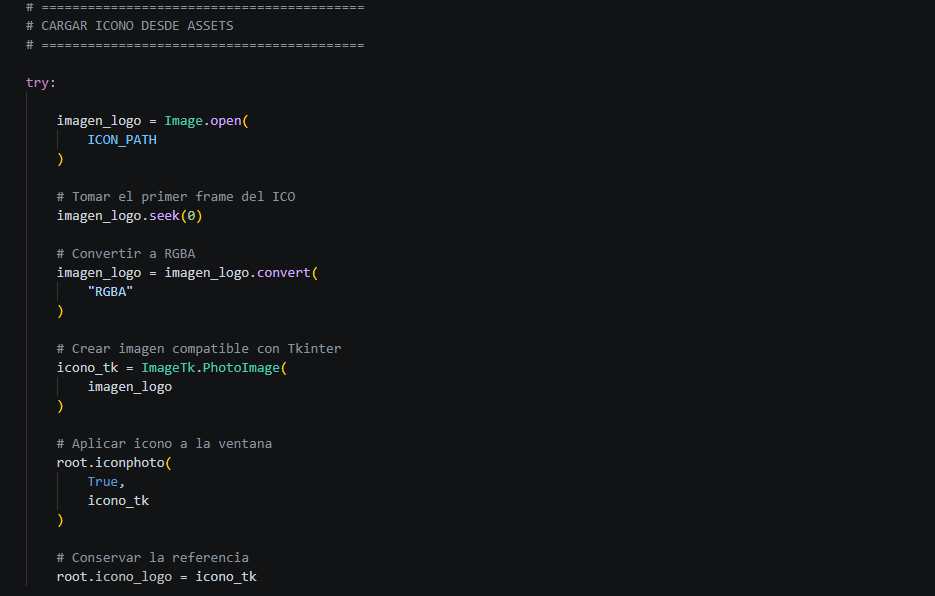 # ==========================================
# CARGAR ICONO DESDE ASSETS
# ==========================================
try:
imagen_logo = Image.open(
ICON_PATH
)
# Tomar el primer frame del ICO
imagen_logo.seek(0)
# Convertir a RGBA
imagen_logo = imagen_logo.convert(
"RGBA"
)
# Crear imagen compatible con Tkinter
icono_tk = ImageTk.PhotoImage(
imagen_logo
)
# Aplicar icono a la ventana
root.iconphoto(
True,
icono_tk
)
# Conservar la referencia
root.icono_logo = icono_tk